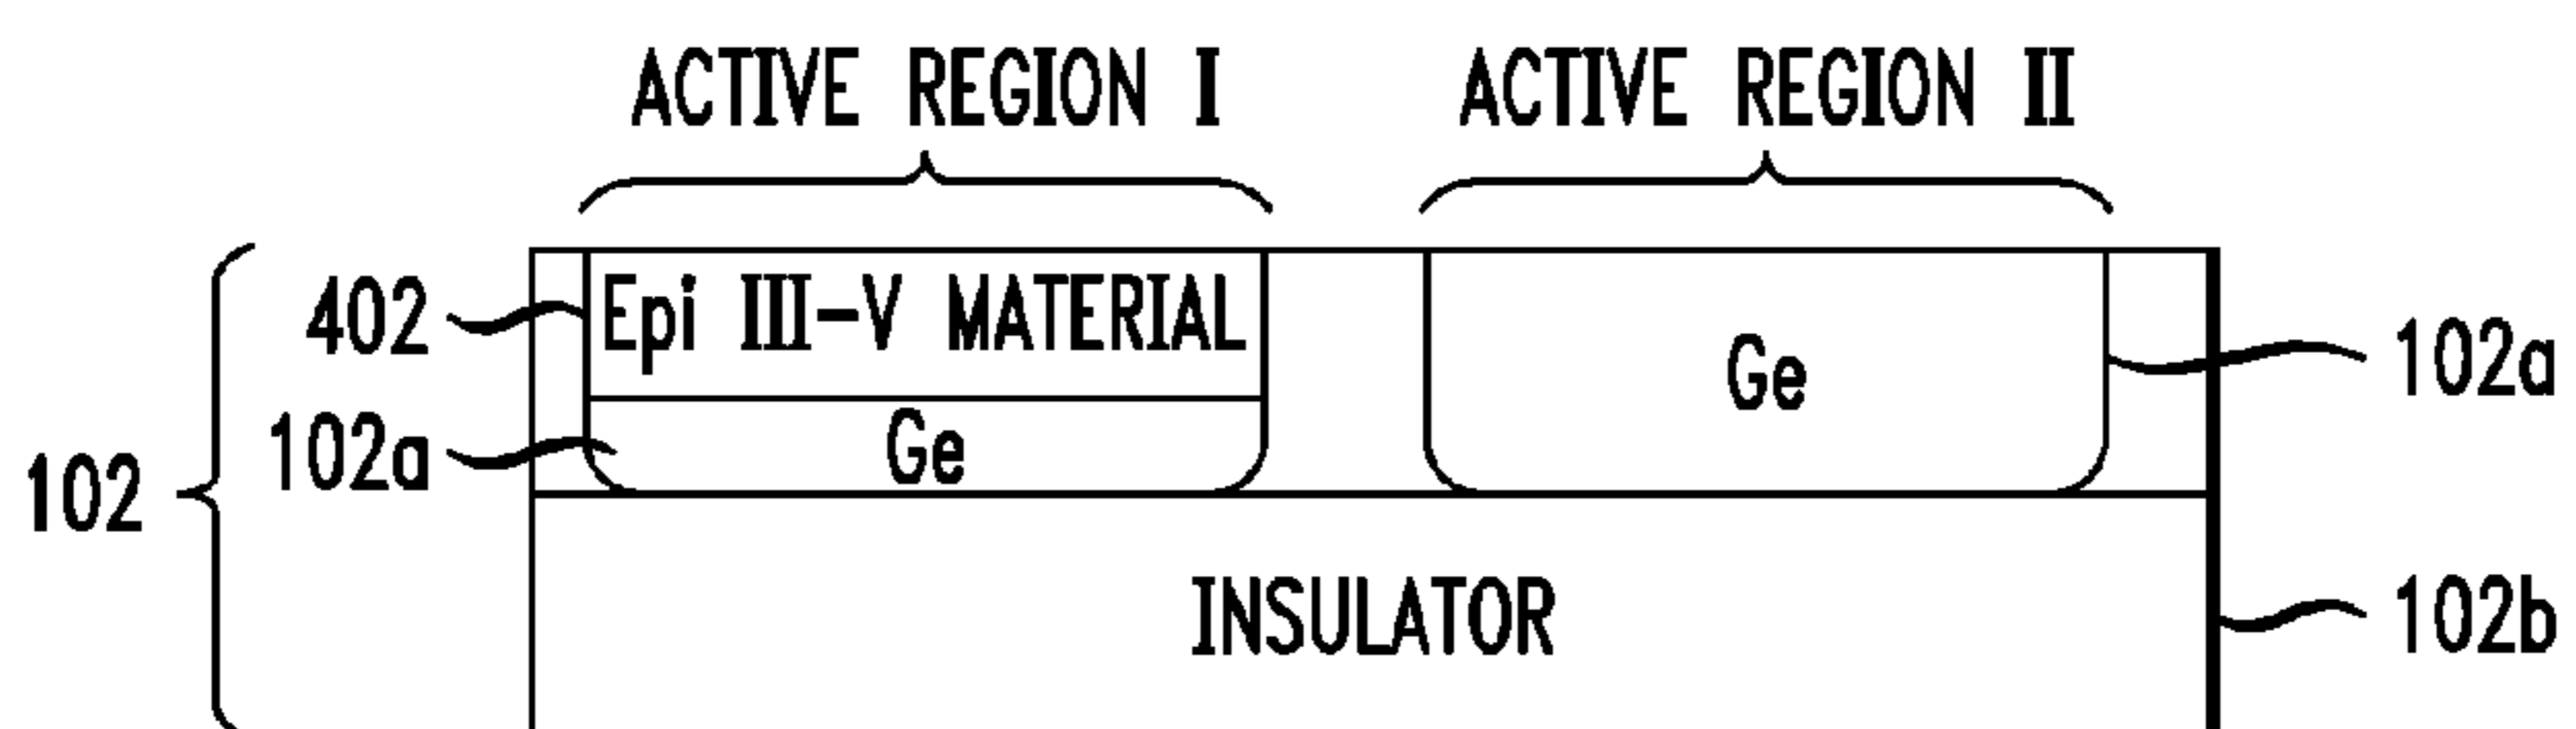 ACTIVE REGION I ACTIVE REGION II
402 Epi III-V MATERIAL
Ge 102a
102a Ge
102
INSULATOR 102b